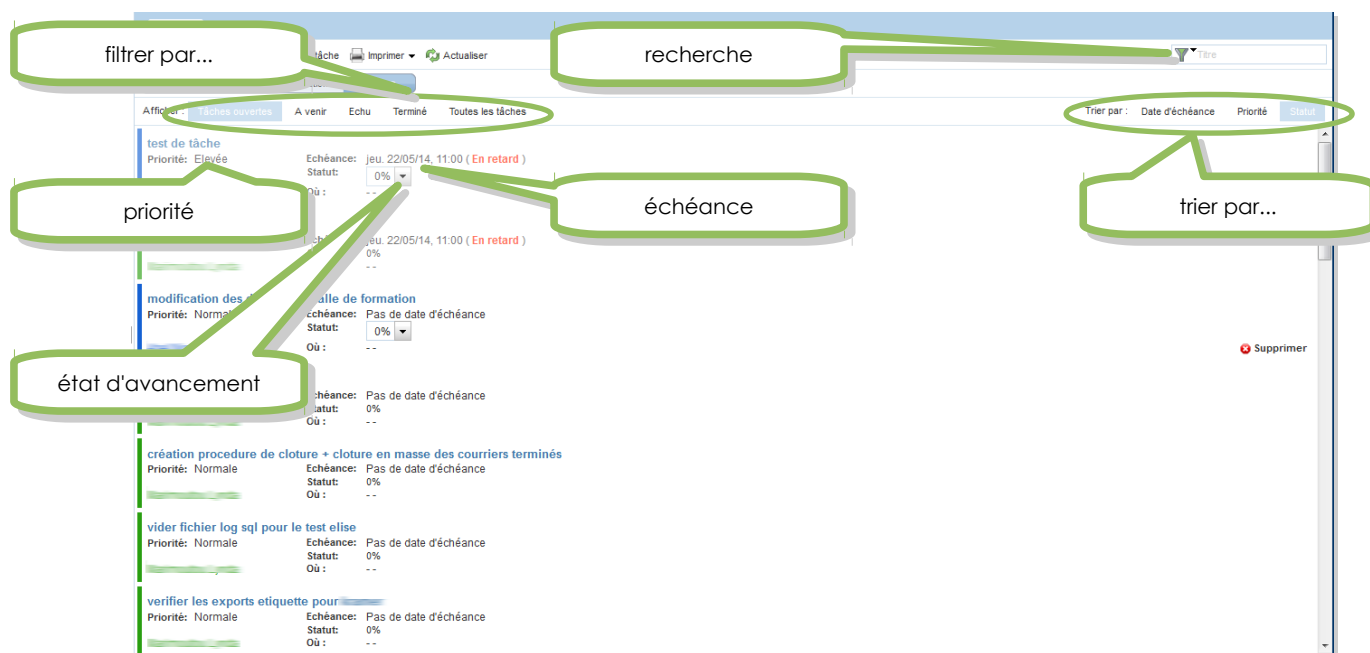 filtrer par...
tâche Imprimer Actualiser
recherche
Titre
Afficher : Tâches ouvertes A venir Echu Terminé Toutes les tâches
Trier par : Date d'échéance Priorité Statut
test de tâche
Priorité: Elevée Echéance: jeu. 22/05/14, 11:00 ( En retard )
Statut: 0%
Où : - -
priorité
échéance
trier par...
jeu. 22/05/14, 11:00 ( En retard )
0%
- -
modification des alle de formation
Priorité: Normale Echéance: Pas de date d'échéance
Statut: 0%
Où : - -
Supprimer
état d'avancement
Echéance: Pas de date d'échéance
Statut: 0%
Où : - -
création procedure de cloture + cloture en masse des courriers terminés
Priorité: Normale Echéance: Pas de date d'échéance
Statut: 0%
Où : - -
vider fichier log sql pour le test elise
Priorité: Normale Echéance: Pas de date d'échéance
Statut: 0%
Où : - -
verifier les exports etiquette pour
Priorité: Normale Echéance: Pas de date d'échéance
Statut: 0%
Où : - -